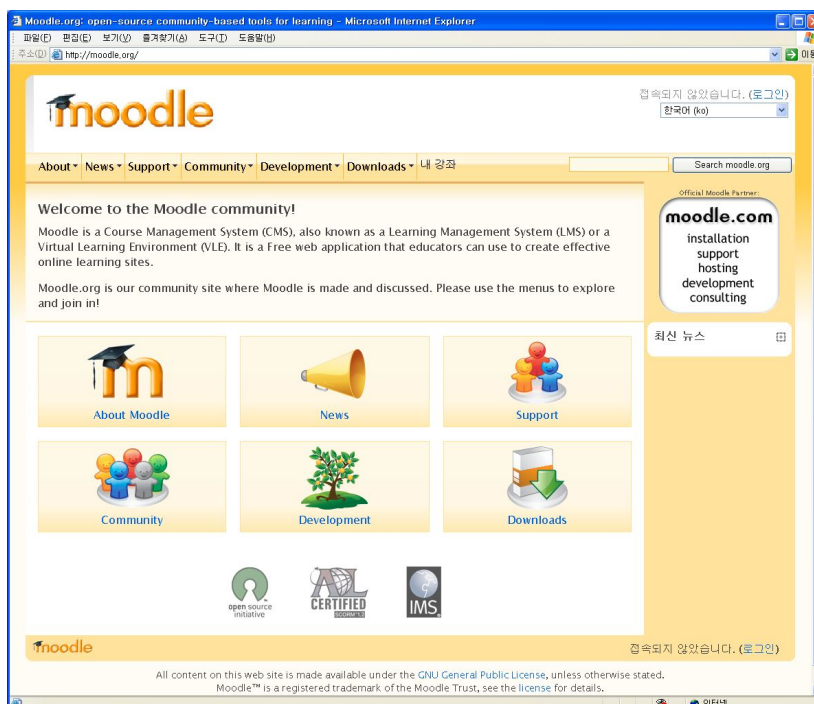 Moodle.org: open-source community-based tools for learning - Microsoft Internet Explorer
파일(F) 편집(E) 보기(V) 즐겨찾기(A) 도구(T) 도움말(H)
주소(D) http://moodle.org/ 이동
moodle
접속되지 않았습니다. (로그인)
한국어 (ko)
About News Support Community Development Downloads 내 강좌
Search moodle.org
Welcome to the Moodle community!
Moodle is a Course Management System (CMS), also known as a Learning Management System (LMS) or a
Virtual Learning Environment (VLE). It is a Free web application that educators can use to create effective
online learning sites.
Moodle.org is our community site where Moodle is made and discussed. Please use the menus to explore
and join in!
Official Moodle Partner:
moodle.com
installation
support
hosting
development
consulting
최신 뉴스
m
About Moodle
News
Support
Community
Development
Downloads
open source
initiative
ADL
CERTIFIED
SCORM 1.2
IMS
moodle
접속되지 않았습니다. (로그인)
All content on this web site is made available under the GNU General Public License, unless otherwise stated.
Moodle™ is a registered trademark of the Moodle Trust, see the license for details.
인터넷